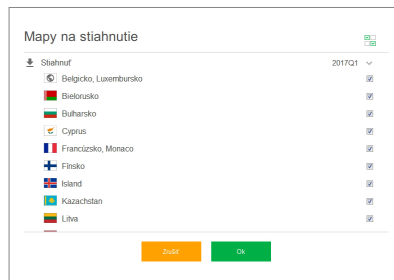 Mapy na stiahnutie
Stiahnuť 2017Q1
Belgicko, Luxembursko
Bielorusko
Bulharsko
Cyprus
Francúzsko, Monaco
Fínsko
Island
Kazachstan
Litva
Zrušiť Ok